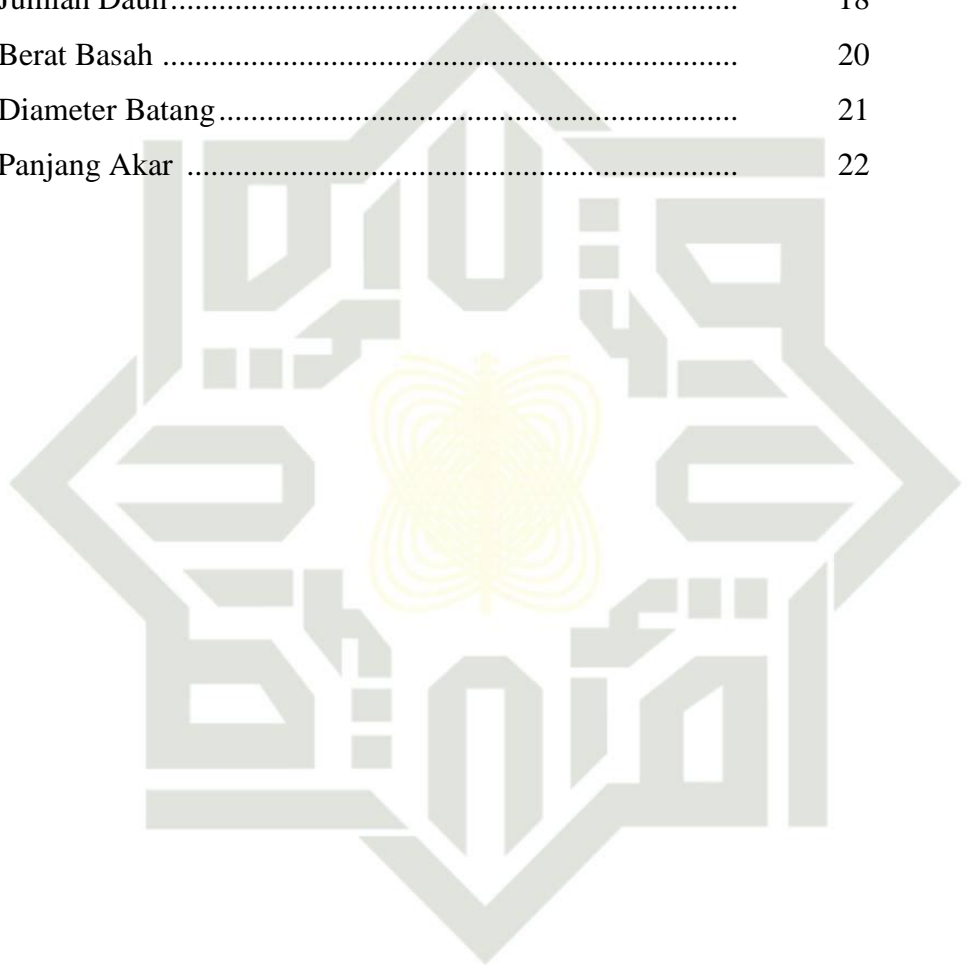 Jumlah Daun...................................................................... 18
Berat Basah ....................................................................... 20
Diameter Batang................................................................ 21
Panjang Akar .................................................................... 22